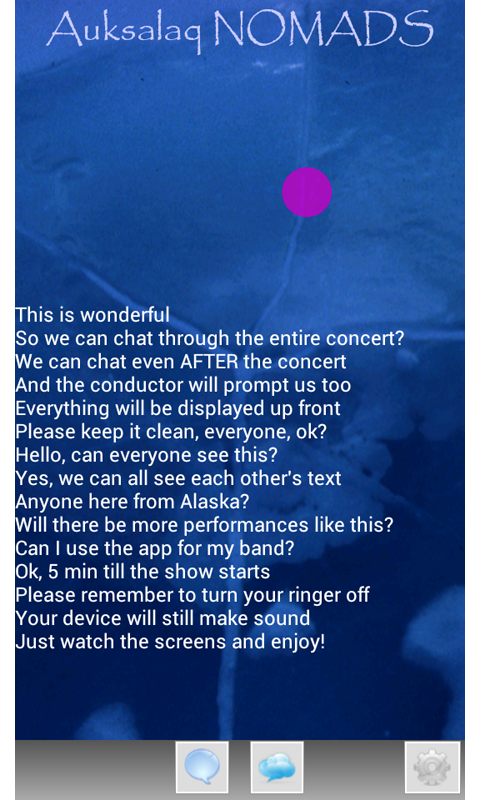 Auksalaq NOMADS
This is wonderful
So we can chat through the entire concert?
We can chat even AFTER the concert
And the conductor will prompt us too
Everything will be displayed up front
Please keep it clean, everyone, ok?
Hello, can everyone see this?
Yes, we can all see each other's text
Anyone here from Alaska?
Will there be more performances like this?
Can I use the app for my band?
Ok, 5 min till the show starts
Please remember to turn your ringer off
Your device will still make sound
Just watch the screens and enjoy!